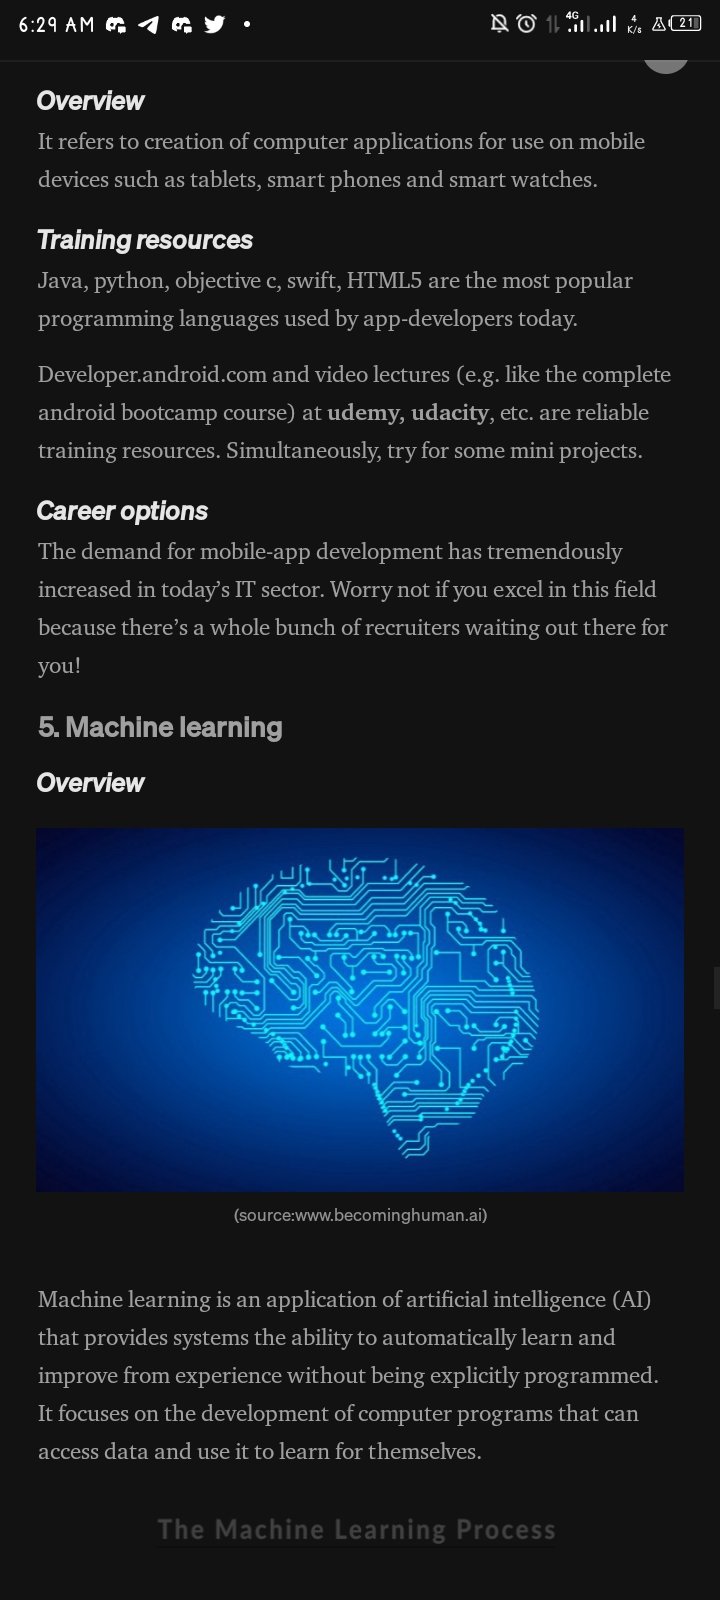 6:29 AM
4G
4
K/s
21
Overview
It refers to creation of computer applications for use on mobile
devices such as tablets, smart phones and smart watches.
Training resources
Java, python, objective c, swift, HTML5 are the most popular
programming languages used by app-developers today.
Developer.android.com and video lectures (e.g. like the complete
android bootcamp course) at udemy, udacity, etc. are reliable
training resources. Simultaneously, try for some mini projects.
Career options
The demand for mobile-app development has tremendously
increased in today’s IT sector. Worry not if you excel in this field
because there’s a whole bunch of recruiters waiting out there for
you!
5. Machine learning
Overview
(source:www.becominghuman.ai)
Machine learning is an application of artificial intelligence (AI)
that provides systems the ability to automatically learn and
improve from experience without being explicitly programmed.
It focuses on the development of computer programs that can
access data and use it to learn for themselves.
The Machine Learning Process